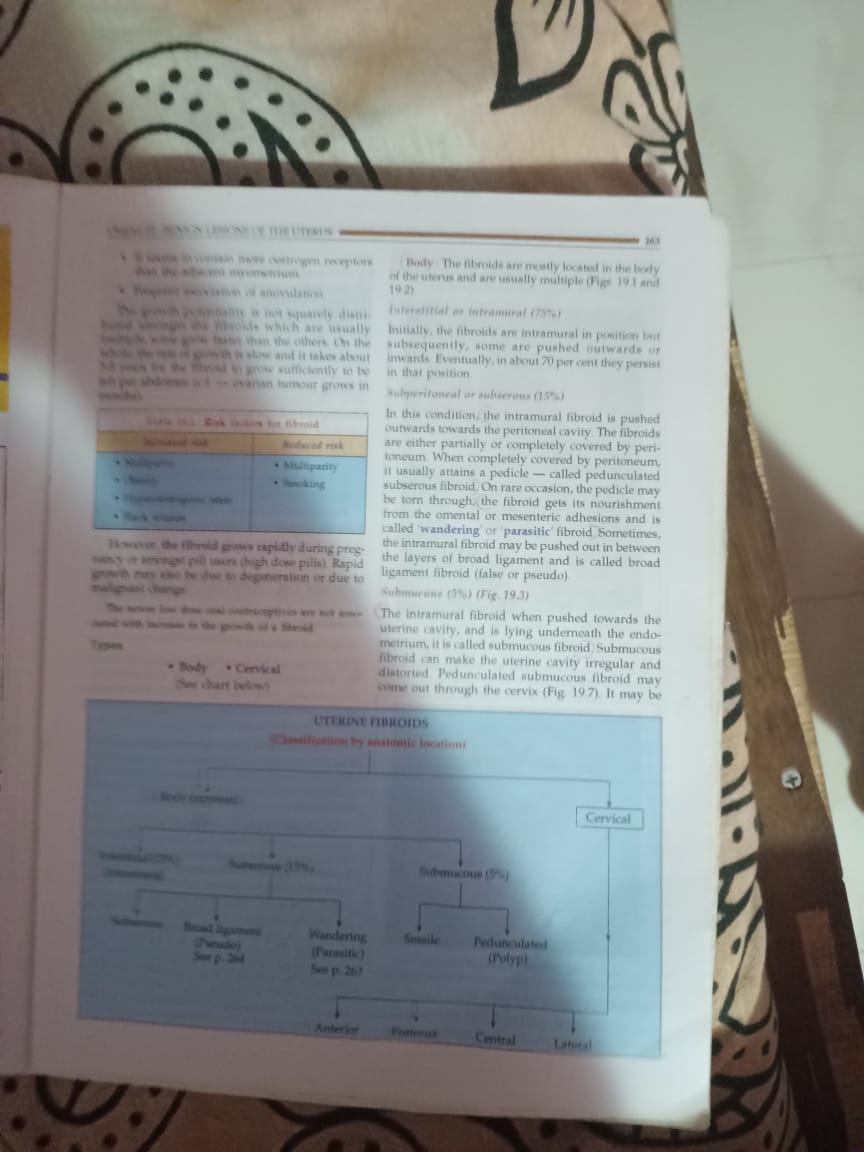 BENIGN LESIONS OF THE UTERUS
263
• It seems to contain more oestrogen receptors
than the adjacent myometrium
• Frequent association of anovulation
The growth potentiality is not squarely distri-
buted amongst the fibroids which are usually
multiple, some grow faster than the others. On the
whole, the rate of growth is slow and it takes about
years for the fibroid to grow sufficiently to be
felt per abdomen — ovarian tumour grows in
months
Table 19.1 Risk factors for fibroid
Increased risk
Reduced risk
• Nulliparity
• Obesity
• Hyperoestrogenic state
• Black women
• Multiparity
• Smoking
However, the fibroid grows rapidly during preg-
nancy or amongst pill users (high dose pills) Rapid
growth may also be due to degeneration or due to
malignant change
The newer low dose oral contraceptives are not asso-
ciated with increase in the growth of a fibroid
Types
• Body • Cervical
(See chart below)
Body : The fibroids are mostly located in the body
of the uterus and are usually multiple (Figs 19.1 and
19.2)
Interstitial or intramural (75%)
Initially, the fibroids are intramural in position but
subsequently, some are pushed outwards or
inwards. Eventually, in about 70 per cent they persist
in that position.
Subperitoneal or subserous (15%)
In this condition, the intramural fibroid is pushed
outwards towards the peritoneal cavity. The fibroids
are either partially or completely covered by peri-
toneum. When completely covered by peritoneum,
it usually attains a pedicle — called pedunculated
subserous fibroid. On rare occasion, the pedicle may
be torn through, the fibroid gets its nourishment
from the omental or mesenteric adhesions and is
called 'wandering' or 'parasitic' fibroid. Sometimes,
the intramural fibroid may be pushed out in between
the layers of broad ligament and is called broad
ligament fibroid (false or pseudo).
Submucous (5%) (Fig. 19.3)
The intramural fibroid when pushed towards the
uterine cavity, and is lying underneath the endo-
metrium, it is called submucous fibroid. Submucous
fibroid can make the uterine cavity irregular and
distorted. Pedunculated submucous fibroid may
come out through the cervix (Fig. 19.7). It may be
UTERINE FIBROIDS
(Classification by anatomic location)
Body
Cervical
Interstitial (75%)
(Intramural)
Subserous (15%)
Submucous (5%)
Subserous
Broad ligament
(Pseudo)
See p. 264
Wandering
(Parasitic)
See p. 263
Sessile
Pedunculated
(Polyp)
Anterior
Posterior
Central
Lateral